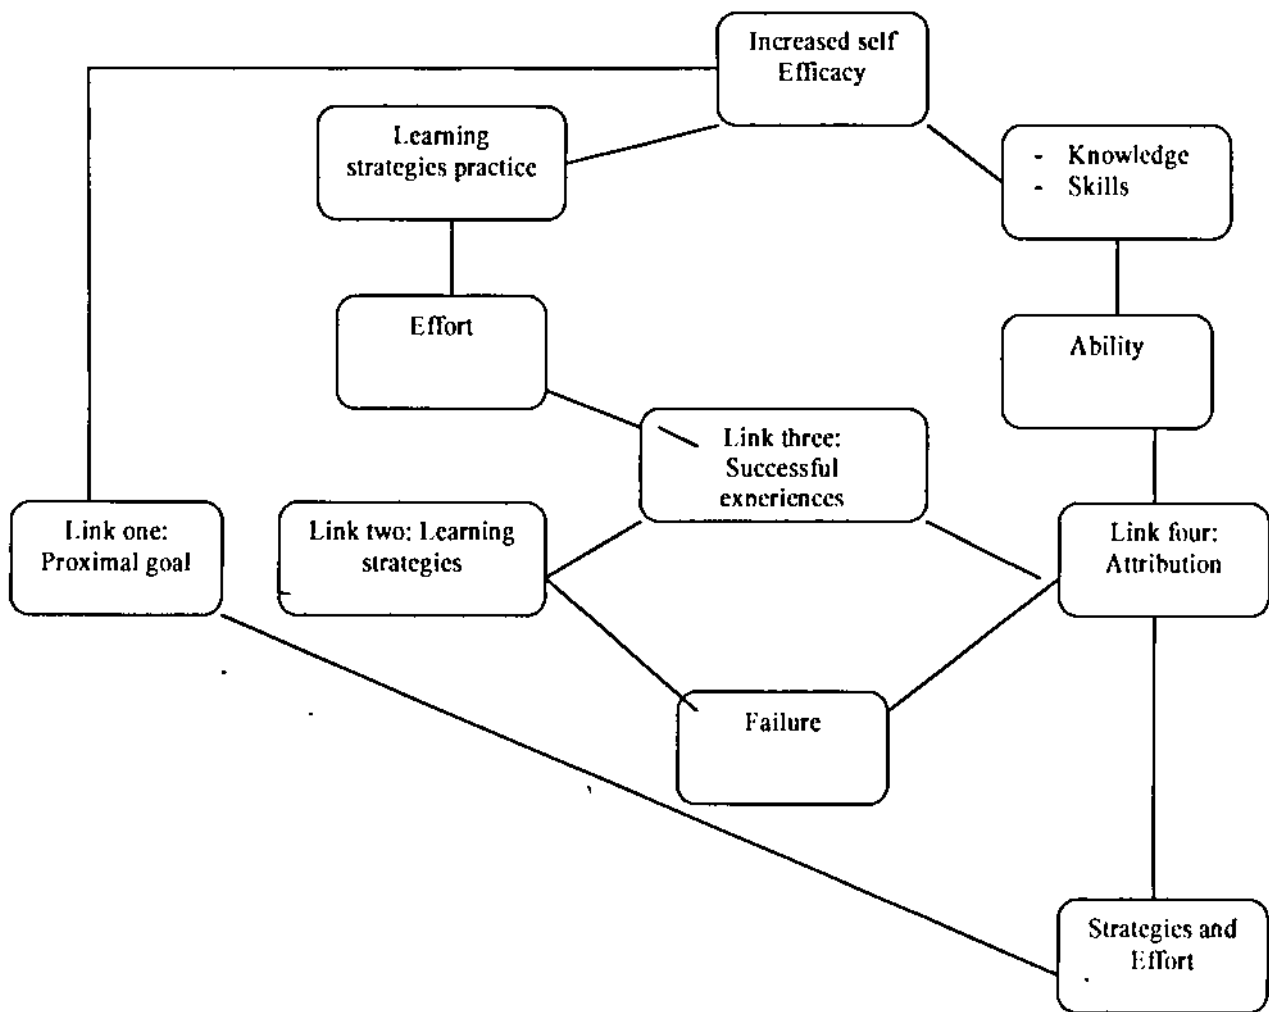 Increased self
Efficacy
Learning
strategies practice
- Knowledge
- Skills
Effort
Ability
Link three:
Successful
experiences
Link one:
Proximal goal
Link two: Learning
strategies
Link four:
Attribution
Failure
Strategies and
Effort